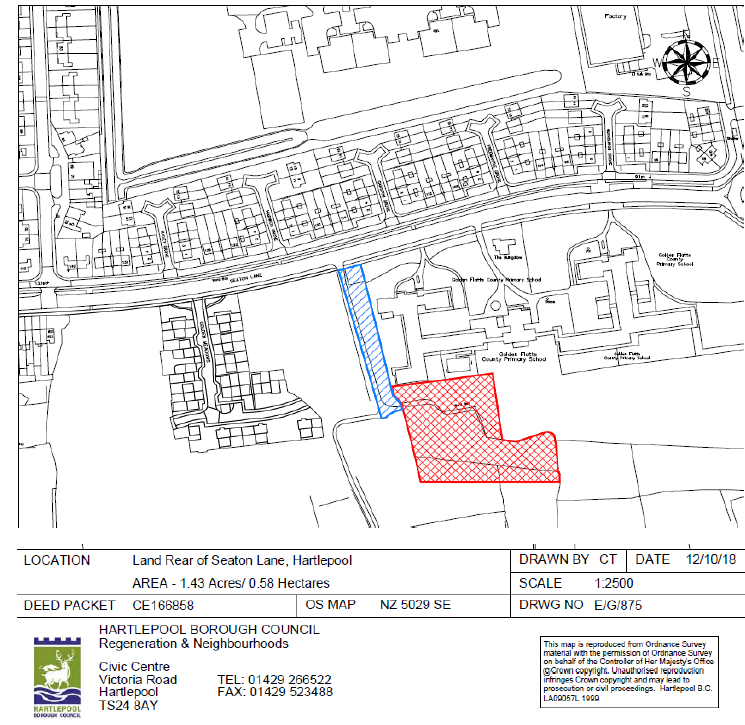 Factory
N
W
E
S
The Bungalow
Golden Flatts County Primary School
Golden Flatts
County
Primary School
SEATON LANE
Golden Flatts
County Primary School
Golden Flatts
County Primary School
LOCATION Land Rear of Seaton Lane, Hartlepool
AREA - 1.43 Acres/ 0.58 Hectares
DRAWN BY CT DATE 12/10/18
SCALE 1:2500
DEED PACKET CE166858 OS MAP NZ 5029 SE DRWG NO E/G/875
HARTLEPOOL BOROUGH COUNCIL
Regeneration & Neighbourhoods
Civic Centre
Victoria Road TEL: 01429 266522
Hartlepool FAX: 01429 523488
TS24 8AY
HARTLEPOOL
BOROUGH COUNCIL
This map is reproduced from Ordnance Survey
material with the permission of Ordnance Survey
on behalf of the Controller of Her Majesty's Office
@Crown copyright. Unauthorised reproduction
infringes Crown copyright and may lead to
prosecution or civil proceedings. Hartlepool B.C.
LA09057L 1999.